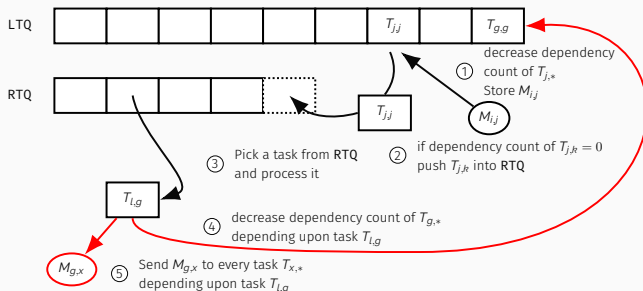 LTQ
T_{j,j}
T_{g,g}
① decrease dependency
count of T_{j,*}
Store M_{i,j}
RTQ
T_{j,j}
M_{i,j}
② if dependency count of T_{j,k} = 0
push T_{j,k} into RTQ
③ Pick a task from RTQ
and process it
T_{l,g}
④ decrease dependency count of T_{g,*}
depending upon task T_{l,g}
M_{g,x}
⑤ Send M_{g,x} to every task T_{x,*}
depending upon task T_{l,g}